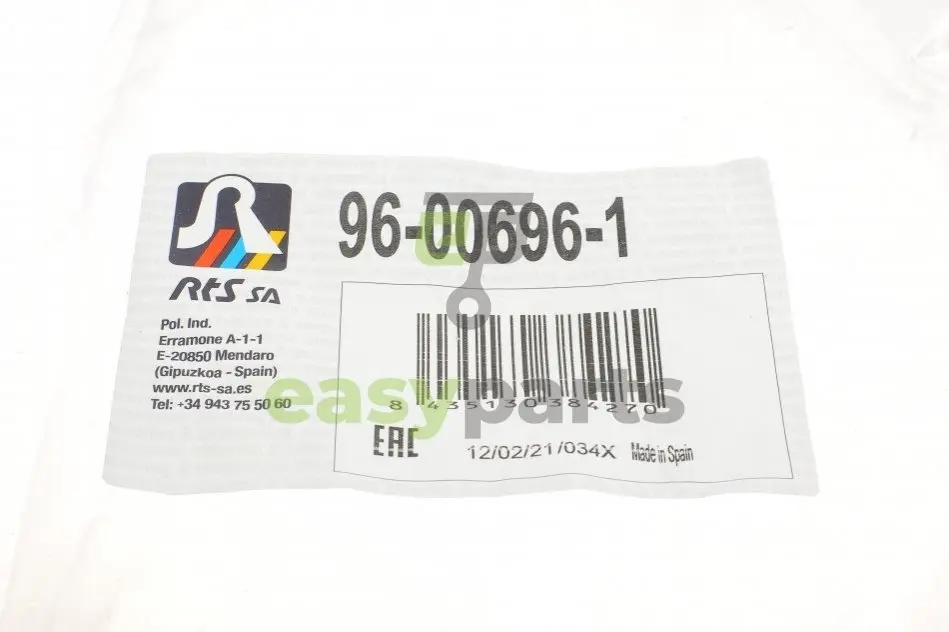 96-00696-1
RTS SA
Pol. Ind.
Erramone A-1-1
E-20850 Mendaro
(Gipuzkoa - Spain)
www.rts-sa.es
Tel: +34 943 75 50 60
8 435130 384270
EAC
12/02/21/034X Made in Spain
easyparts